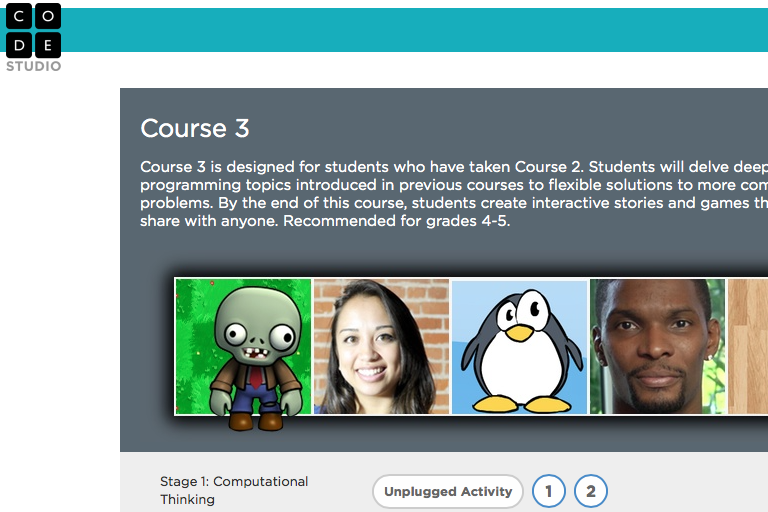 C O
D E
STUDIO
Course 3
Course 3 is designed for students who have taken Course 2. Students will delve deep
programming topics introduced in previous courses to flexible solutions to more com
problems. By the end of this course, students create interactive stories and games th
share with anyone. Recommended for grades 4-5.
Stage 1: Computational
Thinking
Unplugged Activity 1 2